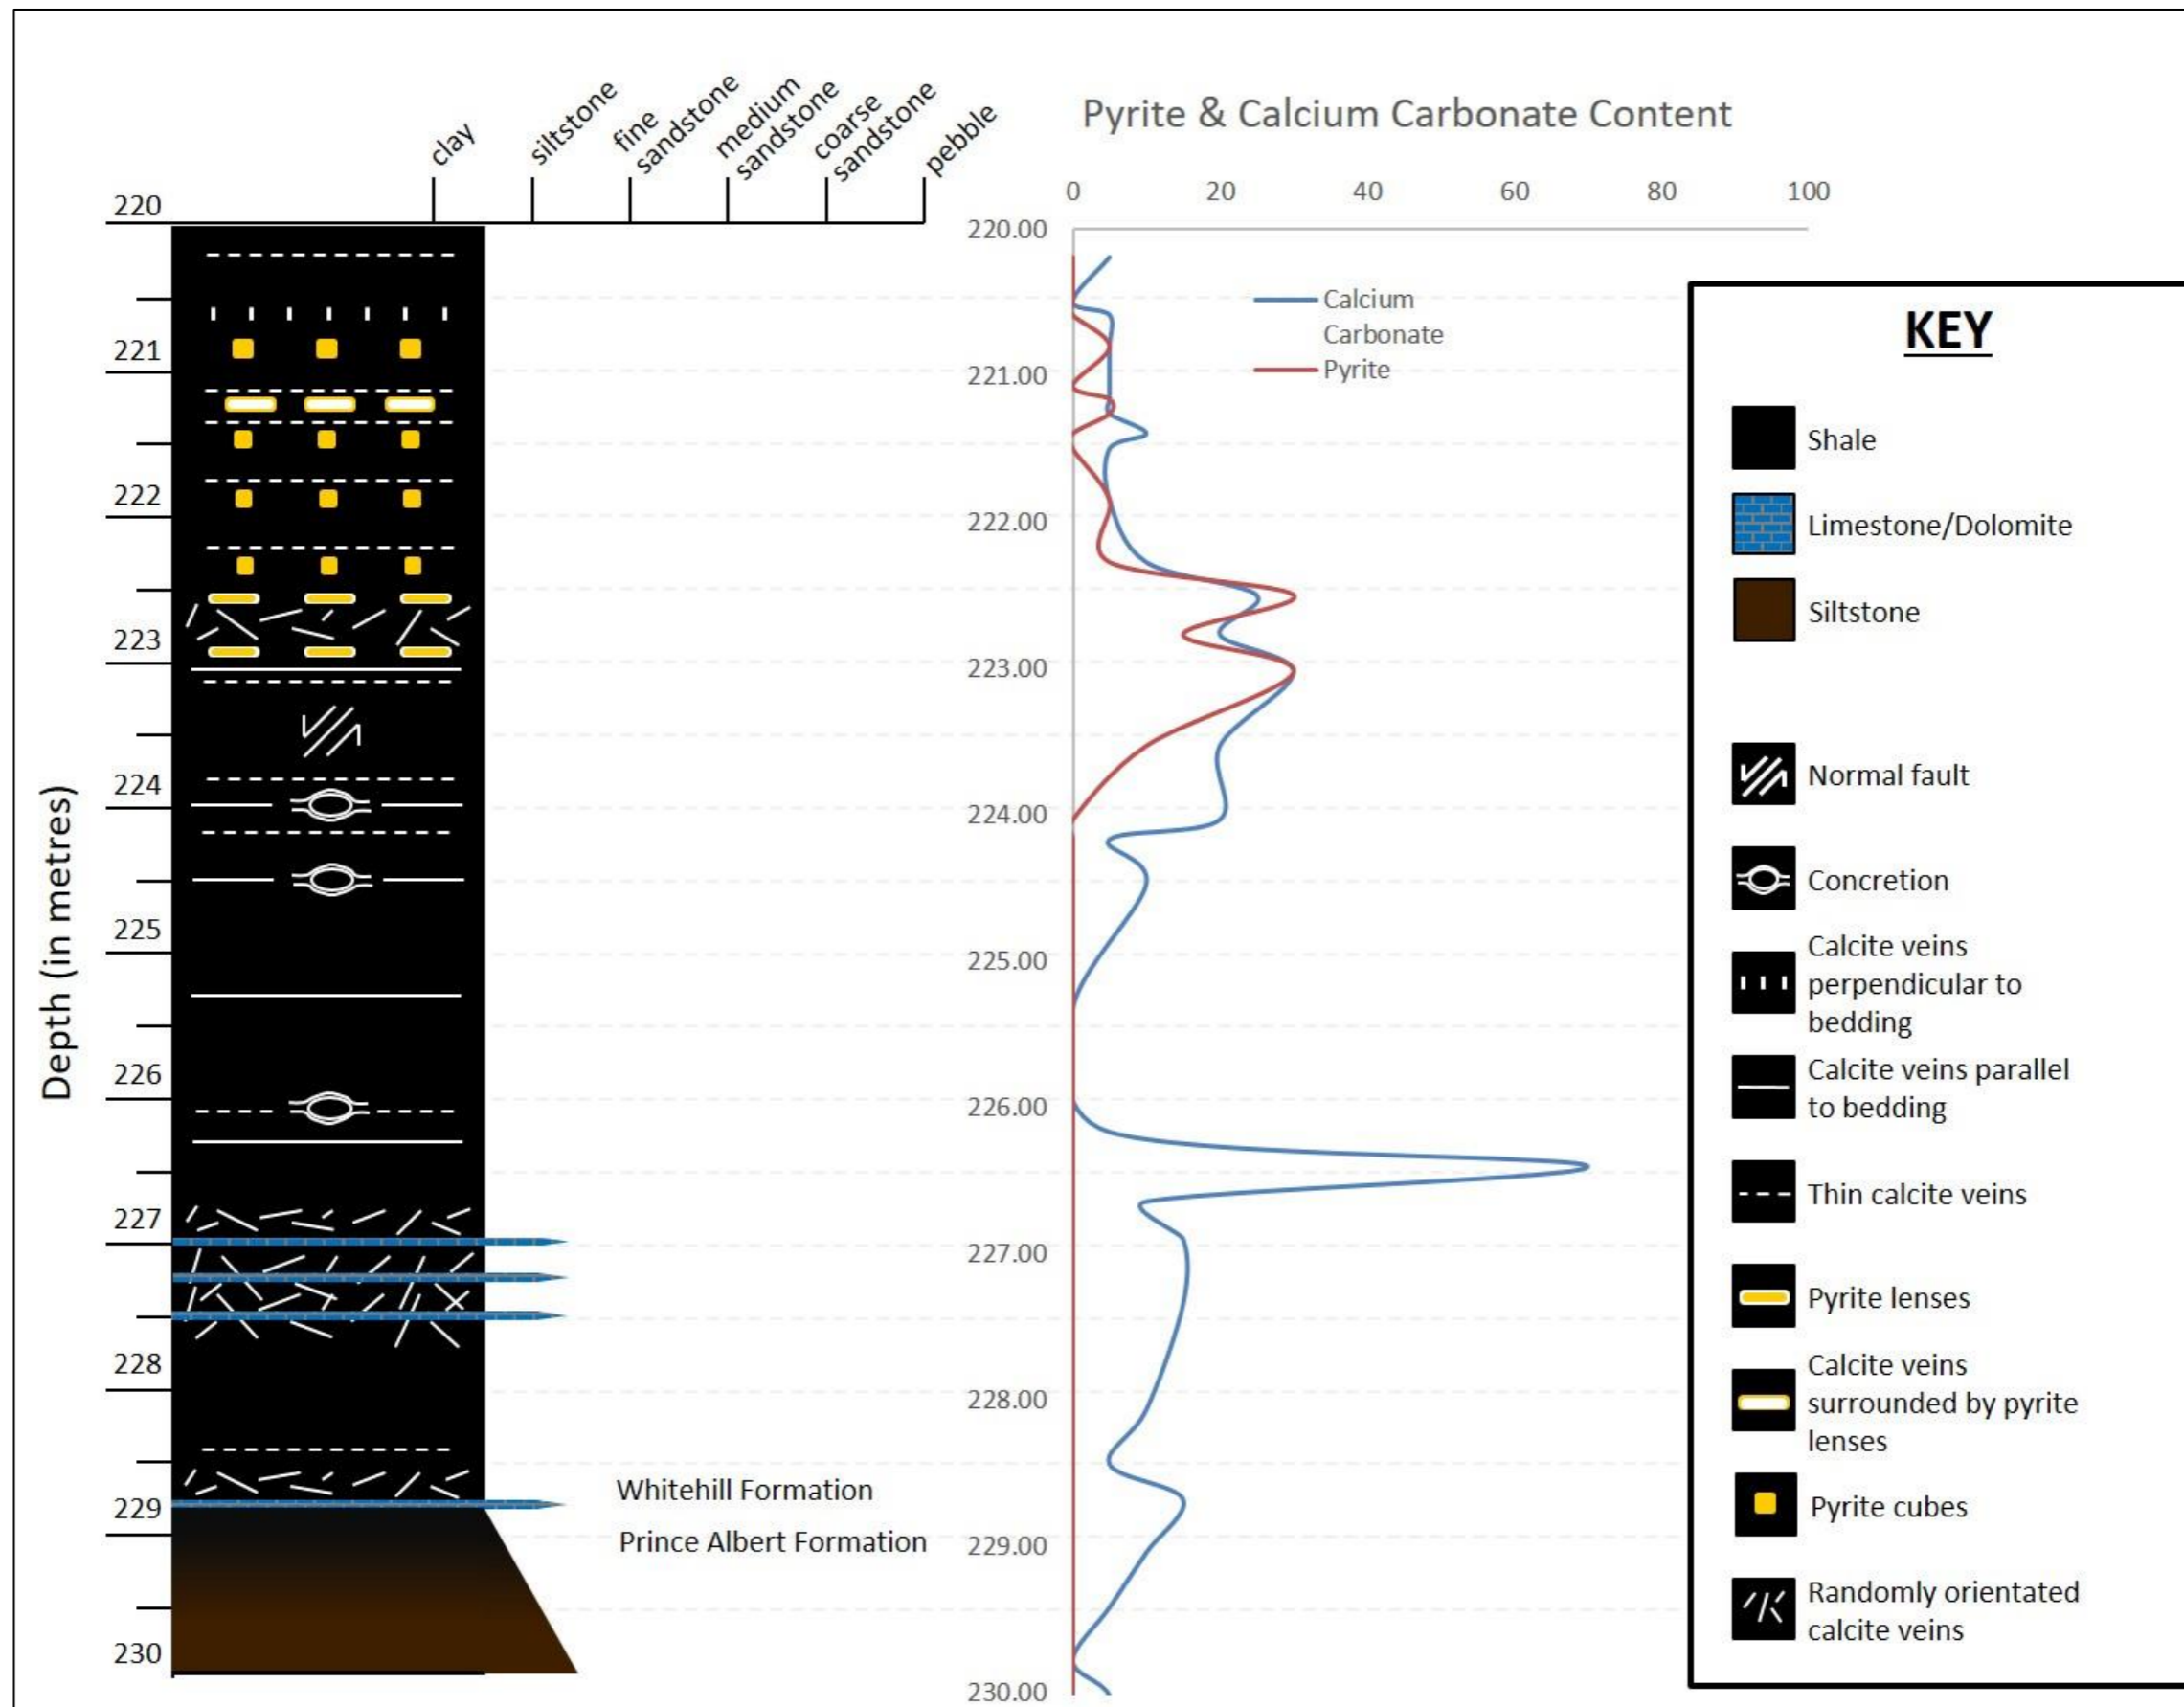 clay
siltstone
fine
sandstone
medium
sandstone
coarse
sandstone
pebble
Depth (in metres)
220
221
222
223
224
225
226
227
228
229
230
Whitehill Formation
Prince Albert Formation
Pyrite & Calcium Carbonate Content
0 20 40 60 80 100
220.00
221.00
222.00
223.00
224.00
225.00
226.00
227.00
228.00
229.00
230.00
Calcium
Carbonate
Pyrite
KEY
Shale
Limestone/Dolomite
Siltstone
Normal fault
Concretion
Calcite veins
perpendicular to
bedding
Calcite veins parallel
to bedding
Thin calcite veins
Pyrite lenses
Calcite veins
surrounded by pyrite
lenses
Pyrite cubes
Randomly orientated
calcite veins